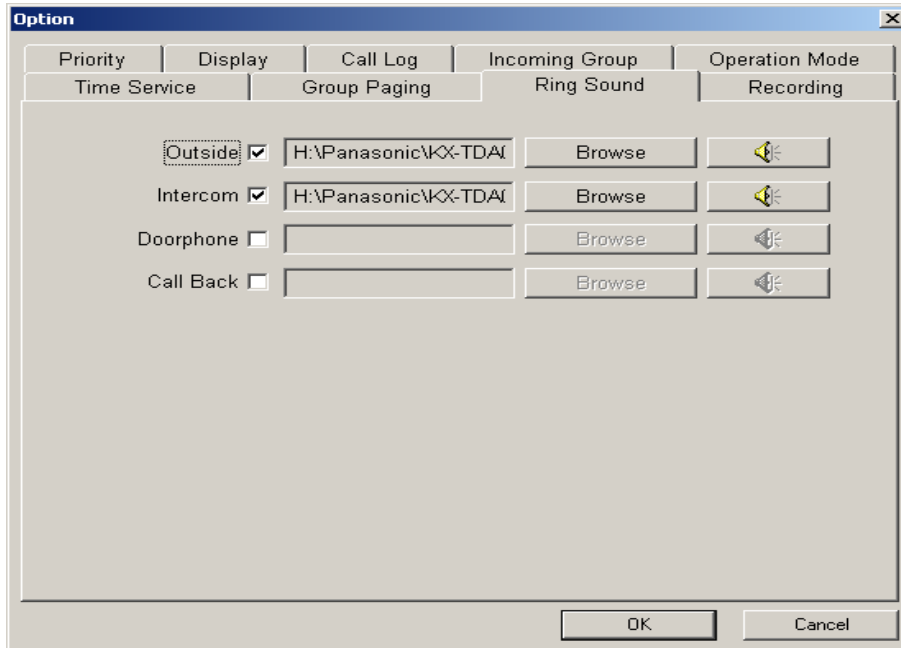 Option
Priority Display Call Log Incoming Group Operation Mode
Time Service Group Paging Ring Sound Recording
Outside H:\Panasonic\KX-TDA( Browse
Intercom H:\Panasonic\KX-TDA( Browse
Doorphone Browse
Call Back Browse
OK Cancel